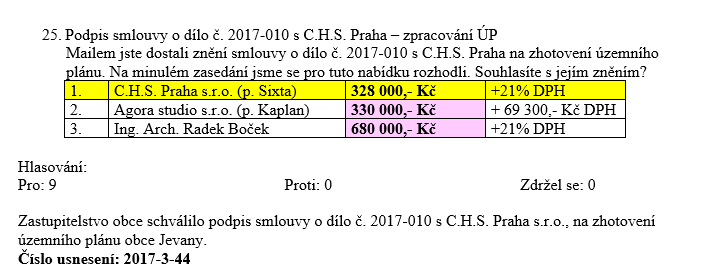 25. Podpis smlouvy o dílo č. 2017-010 s C.H.S. Praha – zpracování ÚP
Mailem jste dostali znění smlouvy o dílo č. 2017-010 s C.H.S. Praha na zhotovení územního
plánu. Na minulém zasedání jsme se pro tuto nabídku rozhodli. Souhlasíte s jejím zněním?
1. C.H.S. Praha s.r.o. (p. Sixta) 328 000,- Kč +21% DPH
2. Agora studio s.r.o. (p. Kaplan) 330 000,- Kč + 69 300,- Kč DPH
3. Ing. Arch. Radek Boček 680 000,- Kč +21% DPH
Hlasování:
Pro: 9 Proti: 0 Zdržel se: 0
Zastupitelstvo obce schválilo podpis smlouvy o dílo č. 2017-010 s C.H.S. Praha s.r.o., na zhotovení
územního plánu obce Jevany.
Číslo usnesení: 2017-3-44